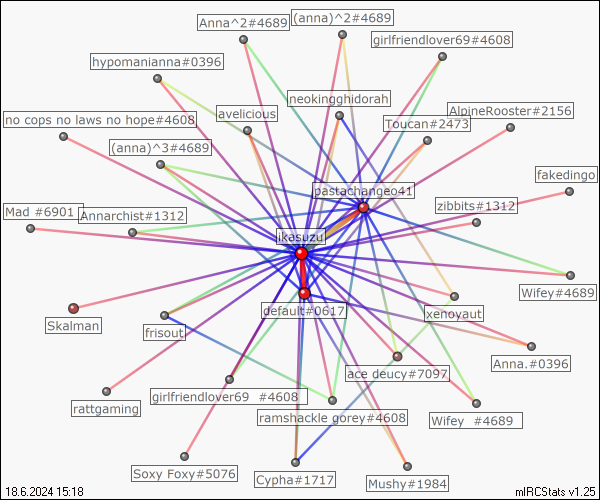 Anna^2#4689
(anna)^2#4689
girlfriendlover69#4608
hypomanianna#0396
neokingghidorah
avelicious
AlpineRooster#2156
no cops no laws no hope#4608
Toucan#2473
(anna)^3#4689
fakedingo
pastachangeo41
Mad #6901
Annarchist#1312
zibbits#1312
ikasuzu
Wifey#4689
default#0617
xenoyaut
Skalman
frisout
Anna.#0396
ace deucy#7097
girlfriendlover69 #4608
rattgaming
ramshackle gorey#4608
Wifey #4689
Soxy Foxy#5076
Cypha#1717
Mushy#1984
18.6.2024 15:18
mIRCStats v1.25